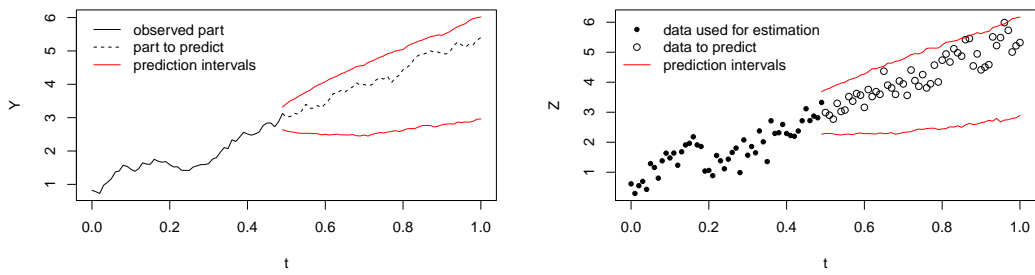 observed part
part to predict
prediction intervals
Y
6
5
4
3
2
1
0.0 0.2 0.4 0.6 0.8 1.0
t
data used for estimation
data to predict
prediction intervals
Z
6
5
4
3
2
1
0.0 0.2 0.4 0.6 0.8 1.0
t